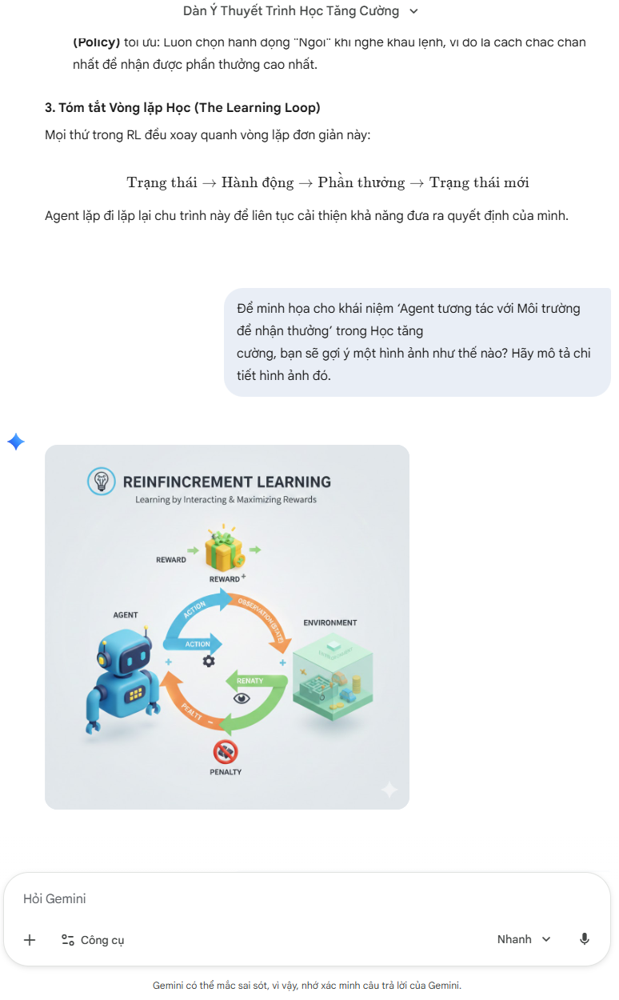 Dàn Ý Thuyết Trình Học Tăng Cường
(Policy) tối ưu: Luôn chọn hành động "Ngồi" khi nghe khẩu lệnh, vì đó là cách chắc chắn
nhất để nhận được phần thưởng cao nhất.
3. Tóm tắt Vòng lặp Học (The Learning Loop)
Mọi thứ trong RL đều xoay quanh vòng lặp đơn giản này:
Trạng thái → Hành động → Phần thưởng → Trạng thái mới
Agent lặp đi lặp lại chu trình này để liên tục cải thiện khả năng đưa ra quyết định của mình.
Để minh họa cho khái niệm ‘Agent tương tác với Môi trường
để nhận thưởng’ trong Học tăng
cường, bạn sẽ gợi ý một hình ảnh như thế nào? Hãy mô tả chi
tiết hình ảnh đó.
REINFINCREMENT LEARNING
Learning by Interacting & Maximizing Rewards
REWARD
REWARD +
AGENT
ACTION
OBSERVATION (STATE)
ENVIRONMENT
ACTION
+
+
RENATY
PEALT1 –
PENALTY
Hỏi Gemini
Công cụ
Nhanh
Gemini có thể mắc sai sót, vì vậy, nhớ xác minh câu trả lời của Gemini.